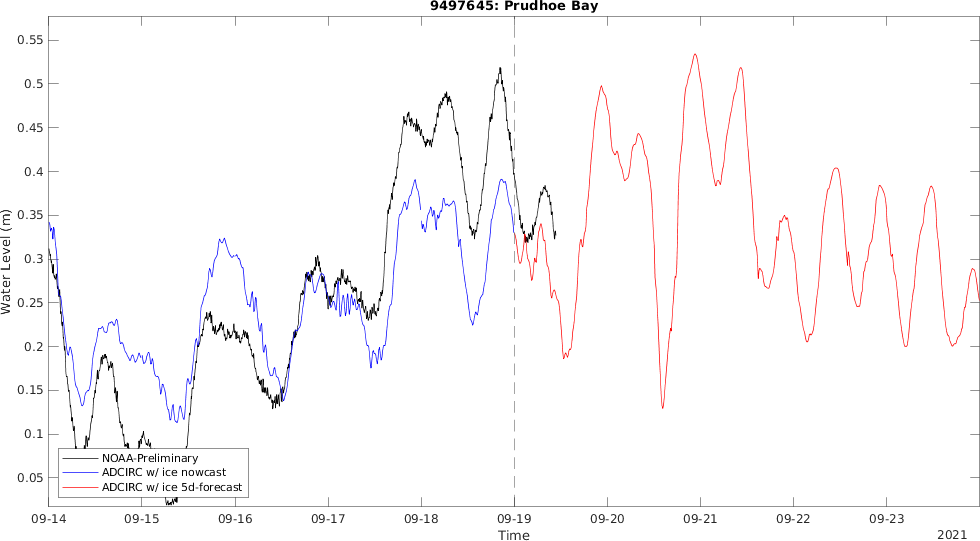 9497645: Prudhoe Bay
0.55
0.5
0.45
0.4
0.35
0.3
0.25
0.2
0.15
0.1
0.05
Water Level (m)
NOAA-Preliminary
ADCIRC w/ ice nowcast
ADCIRC w/ ice 5d-forecast
09-14 09-15 09-16 09-17 09-18 09-19 09-20 09-21 09-22 09-23
Time
2021